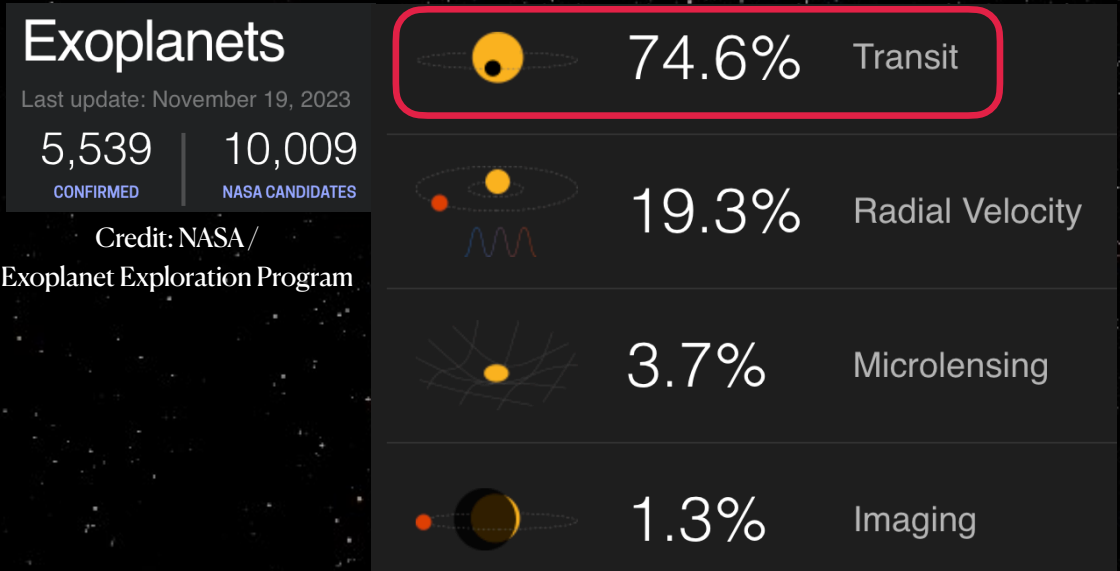 Exoplanets
Last update: November 19, 2023
5,539 | 10,009
CONFIRMED NASA CANDIDATES
Credit: NASA /
Exoplanet Exploration Program
74.6% Transit
19.3% Radial Velocity
3.7% Microlensing
1.3% Imaging